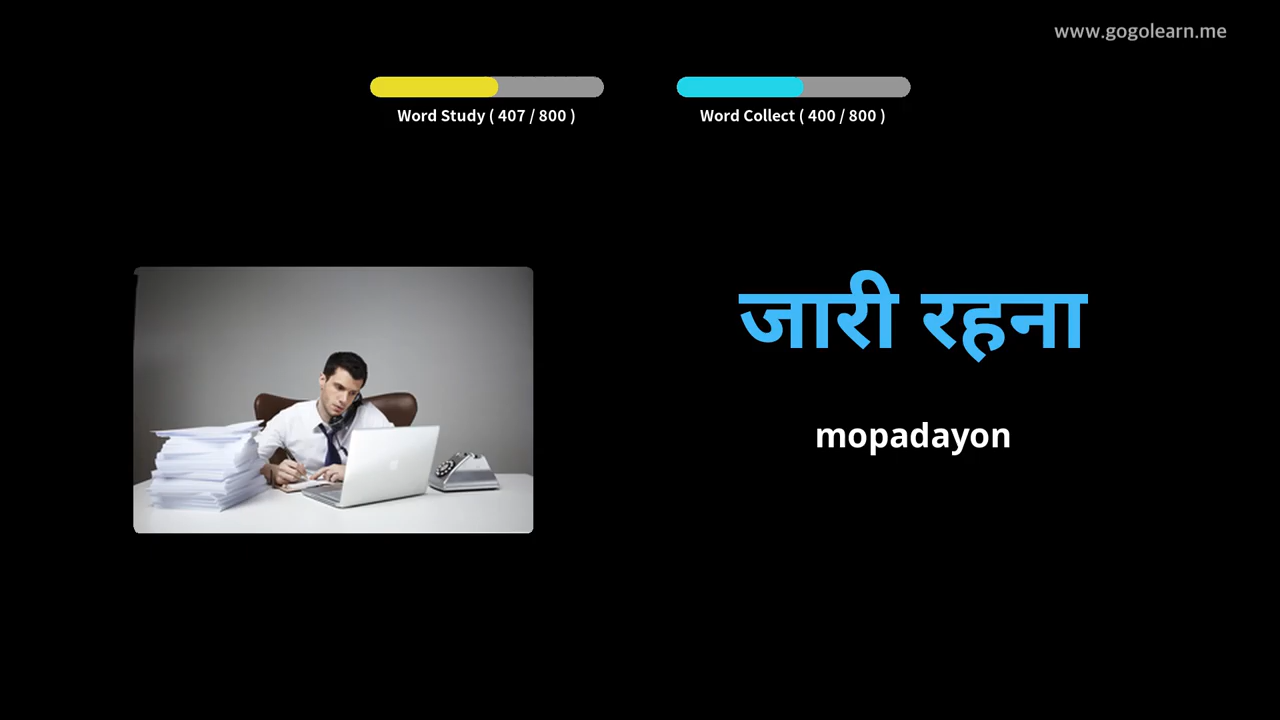 www.gogolearn.me
Word Study ( 407 / 800 )
Word Collect ( 400 / 800 )
जारी रहना
mopadayon